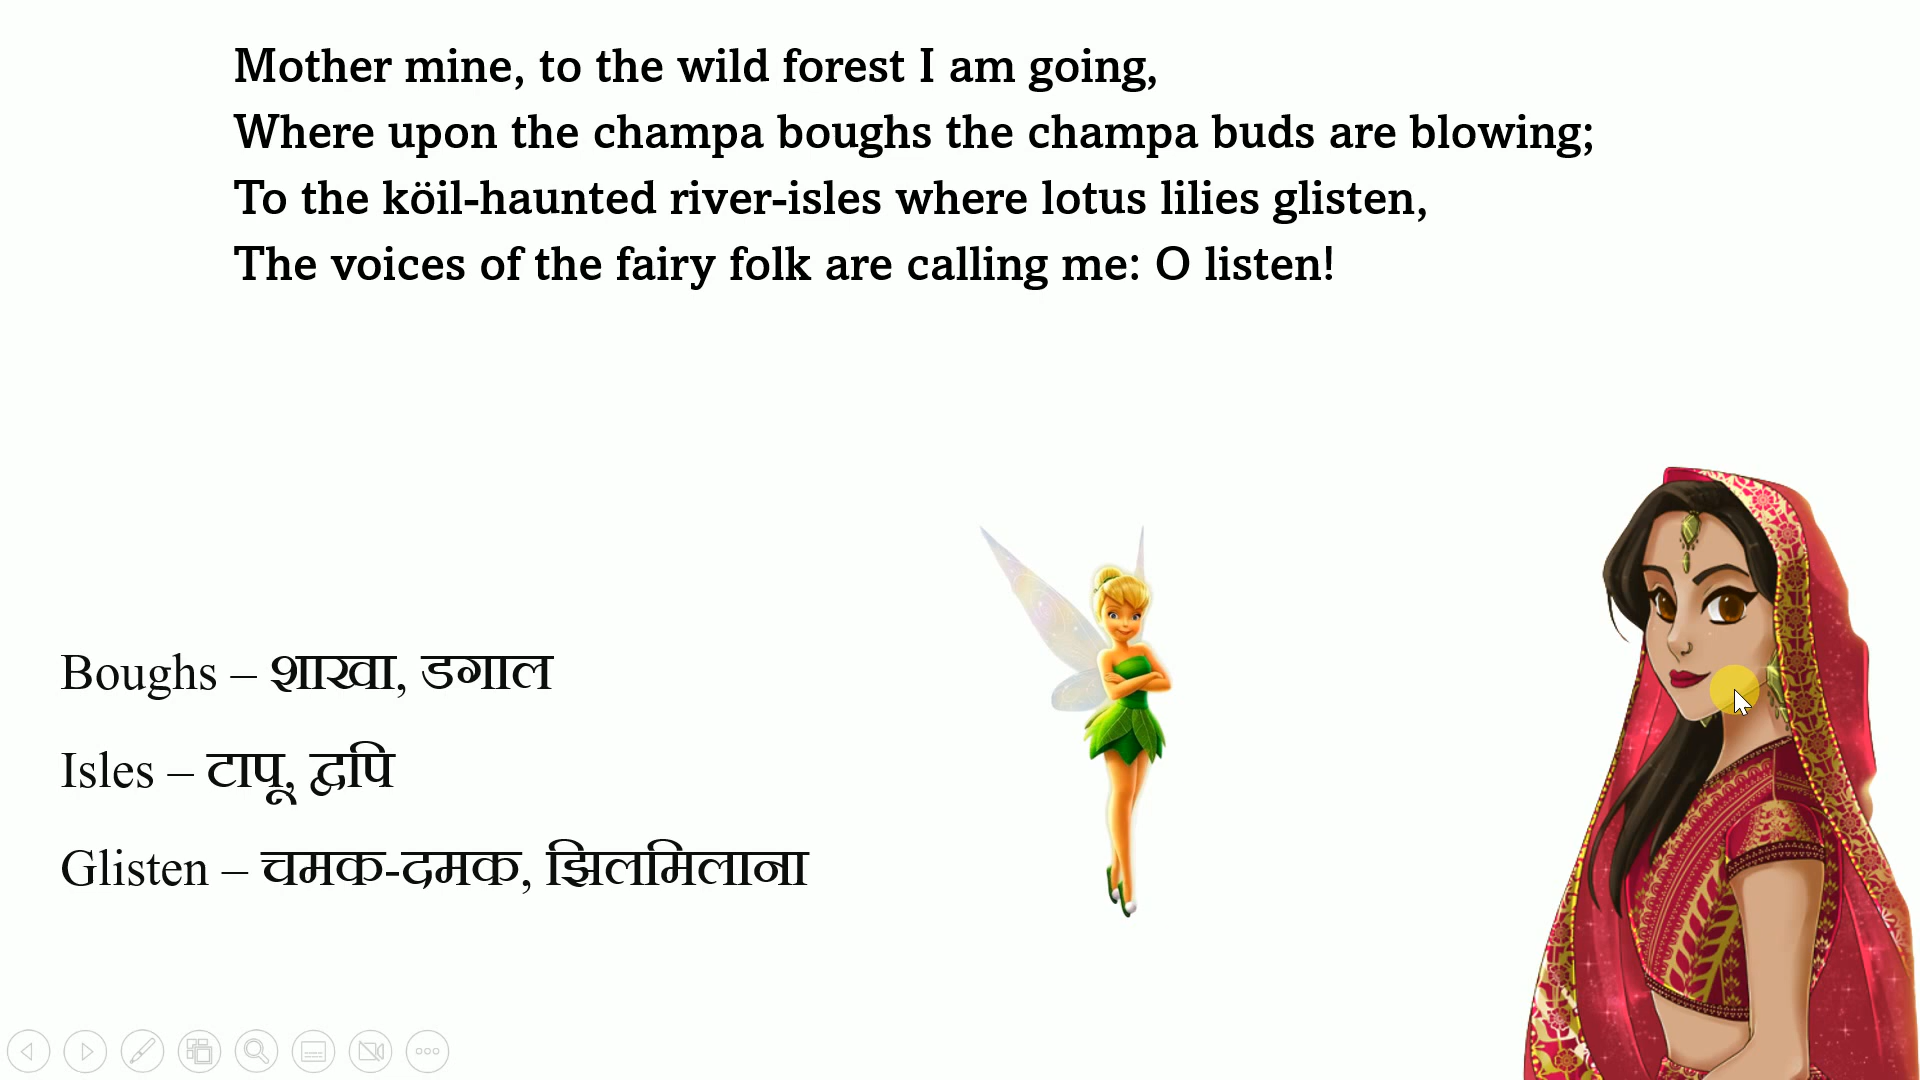 Mother mine, to the wild forest I am going,
Where upon the champa boughs the champa buds are blowing;
To the köil-haunted river-isles where lotus lilies glisten,
The voices of the fairy folk are calling me: O listen!
Boughs – शाखा, डगाल
Isles – टापू, द्वपि
Glisten – चमक-दमक, झिलमिलाना